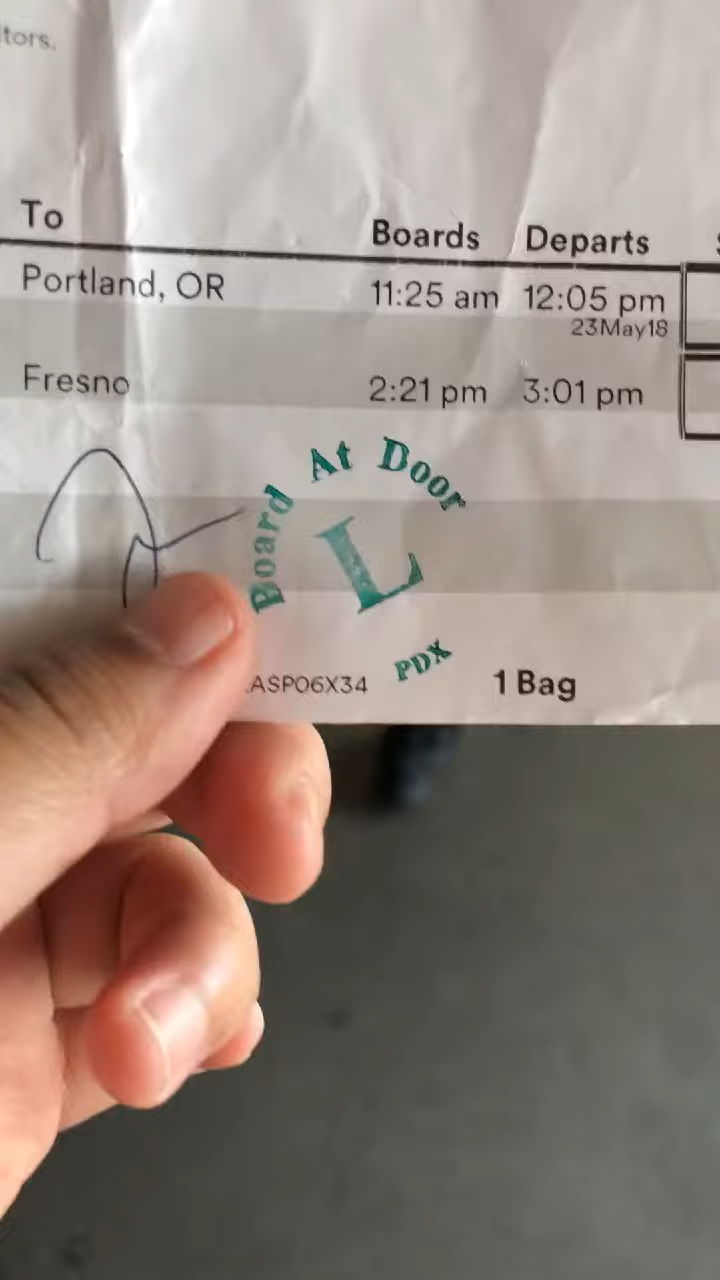 tors.
To Boards Departs
Portland, OR 11:25 am 12:05 pm
23May18
Fresno 2:21 pm 3:01 pm
Board At Door
L
PDX
ASP06X34 1 Bag